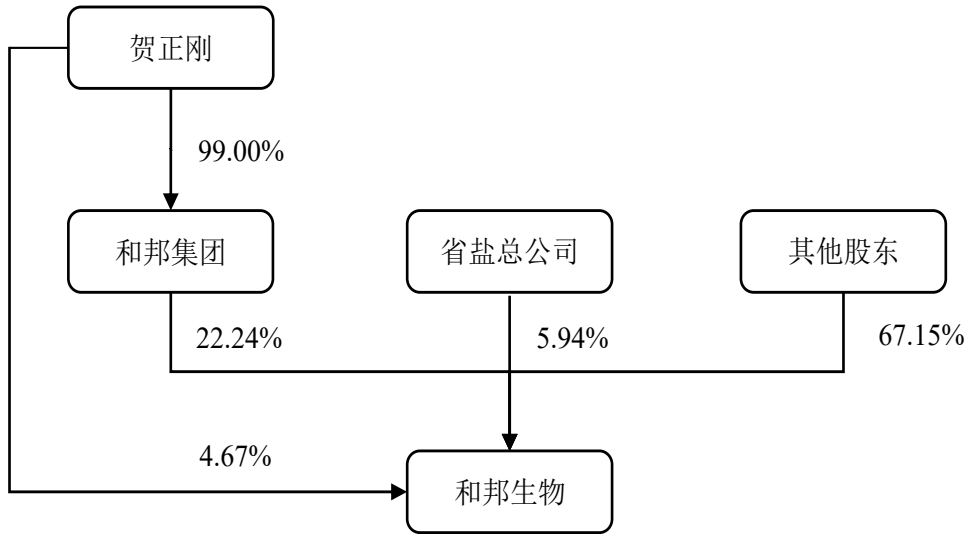 贺正刚
99.00%
和邦集团
省盐总公司
其他股东
22.24%
5.94%
67.15%
4.67%
和邦生物